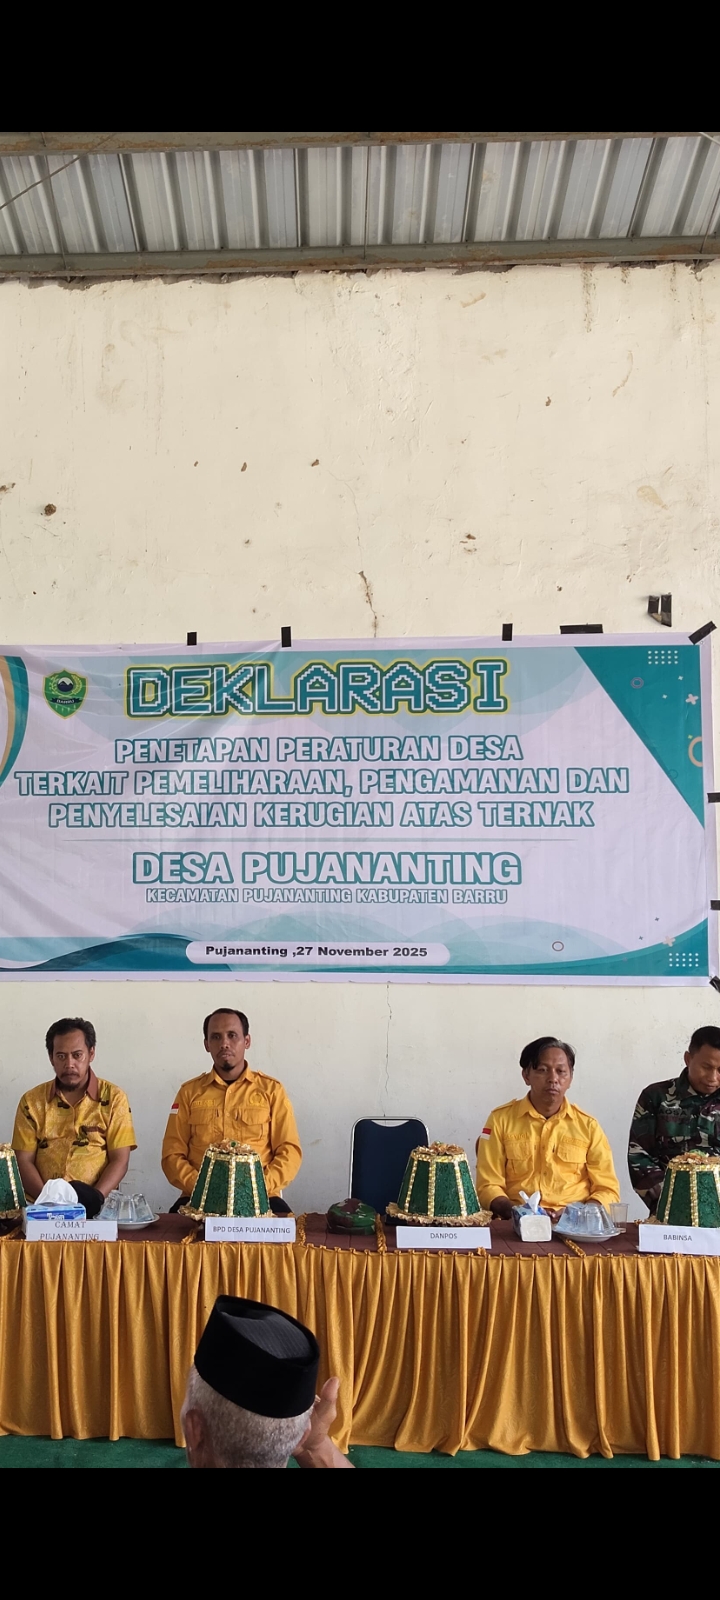 BARRU
DEKLARASI
PENETAPAN PERATURAN DESA
TERKAIT PEMELIHARAAN, PENGAMANAN DAN
PENYELESAIAN KERUGIAN ATAS TERNAK
DESA PUJANANTING
KECAMATAN PUJANANTING KABUPATEN BARRU
Pujananting ,27 November 2025
CAMAT
PUJANANTING
BPD DESA PUJANANTING
DANPOS
BABINSA